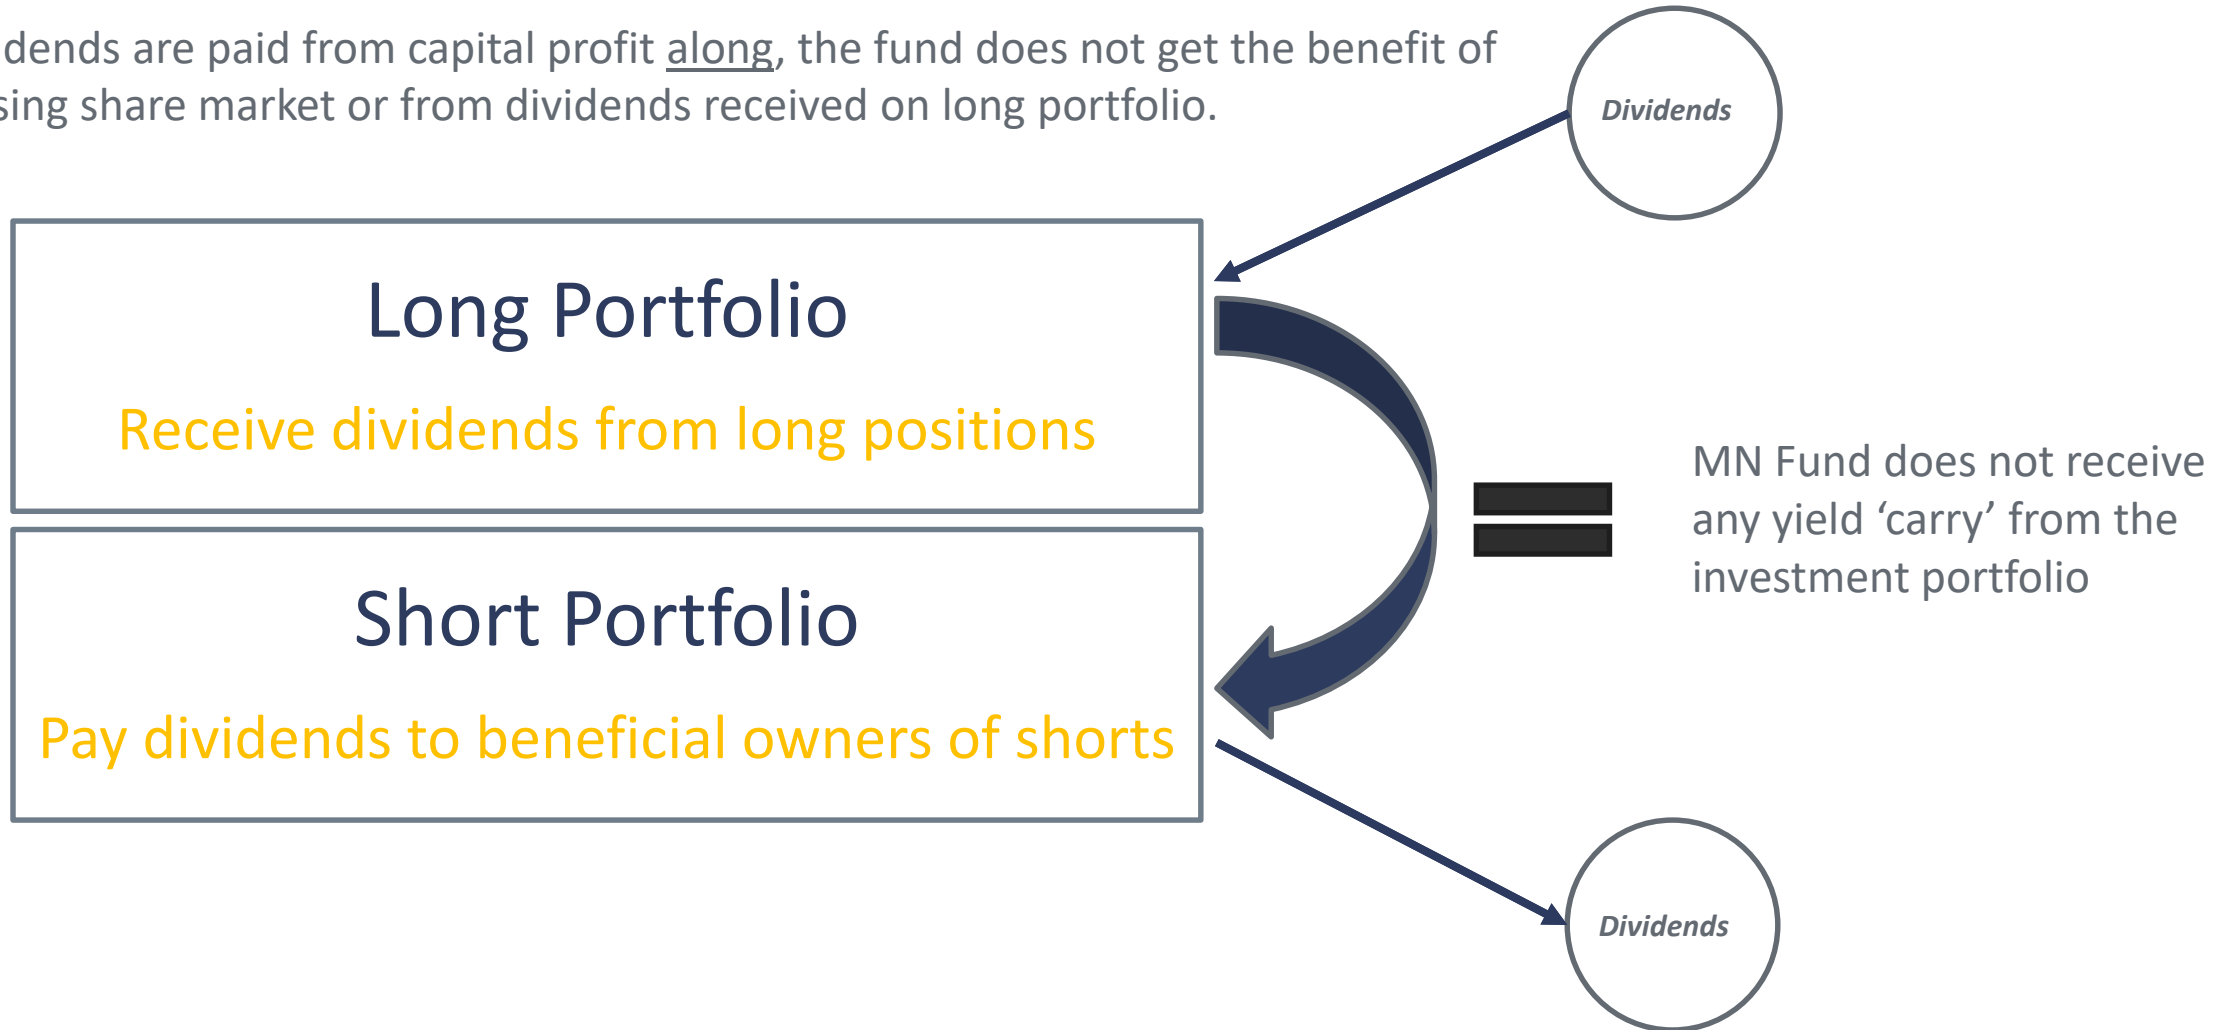 dends are paid from capital profit along, the fund does not get the benefit of
sing share market or from dividends received on long portfolio.
Dividends
Long Portfolio
Receive dividends from long positions
MN Fund does not receive
any yield ‘carry’ from the
investment portfolio
Short Portfolio
Pay dividends to beneficial owners of shorts
Dividends